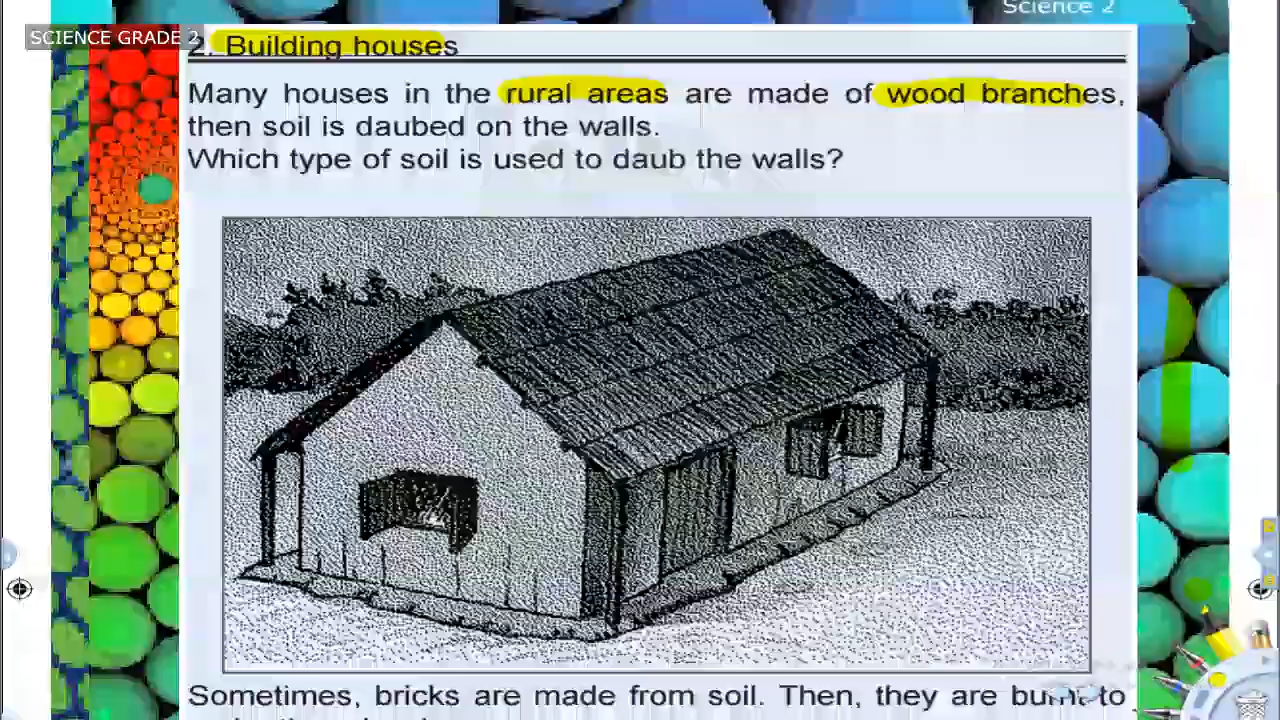 Science 2
SCIENCE GRADE 2
2. Building houses
Many houses in the rural areas are made of wood branches,
then soil is daubed on the walls.
Which type of soil is used to daub the walls?
Sometimes, bricks are made from soil. Then, they are burnt to